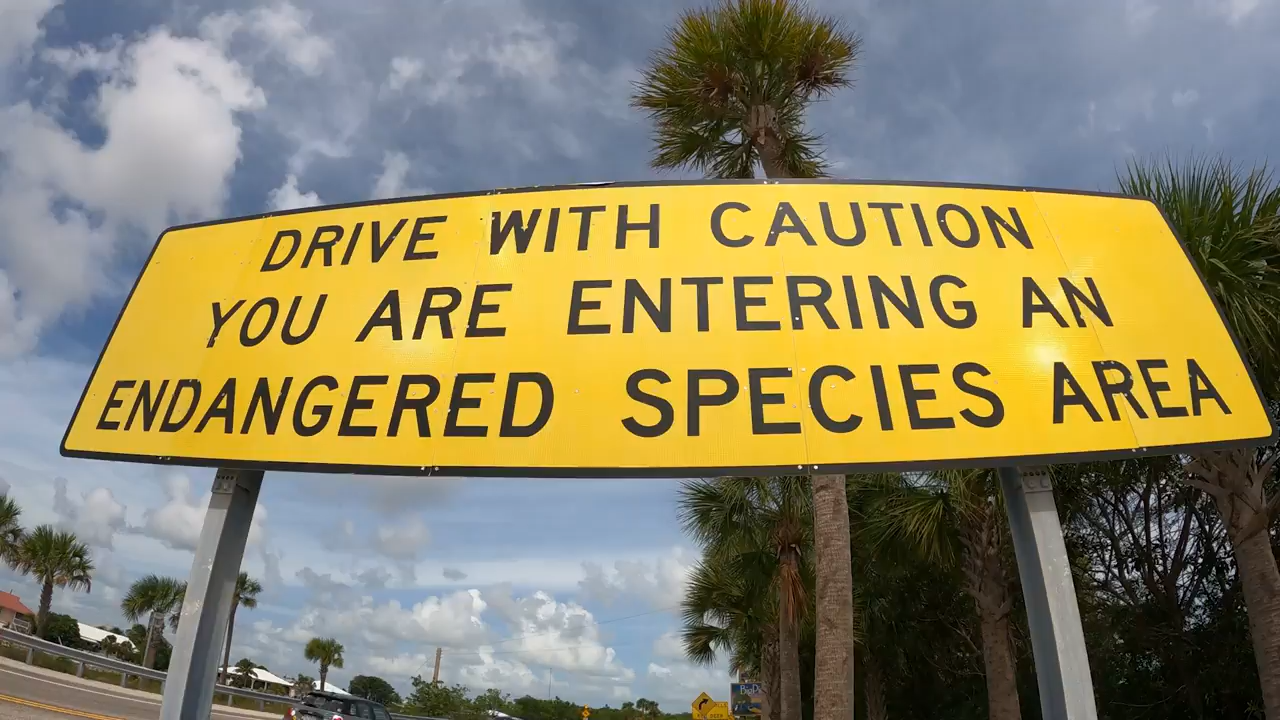 DRIVE WITH CAUTION
YOU ARE ENTERING AN
ENDANGERED SPECIES AREA